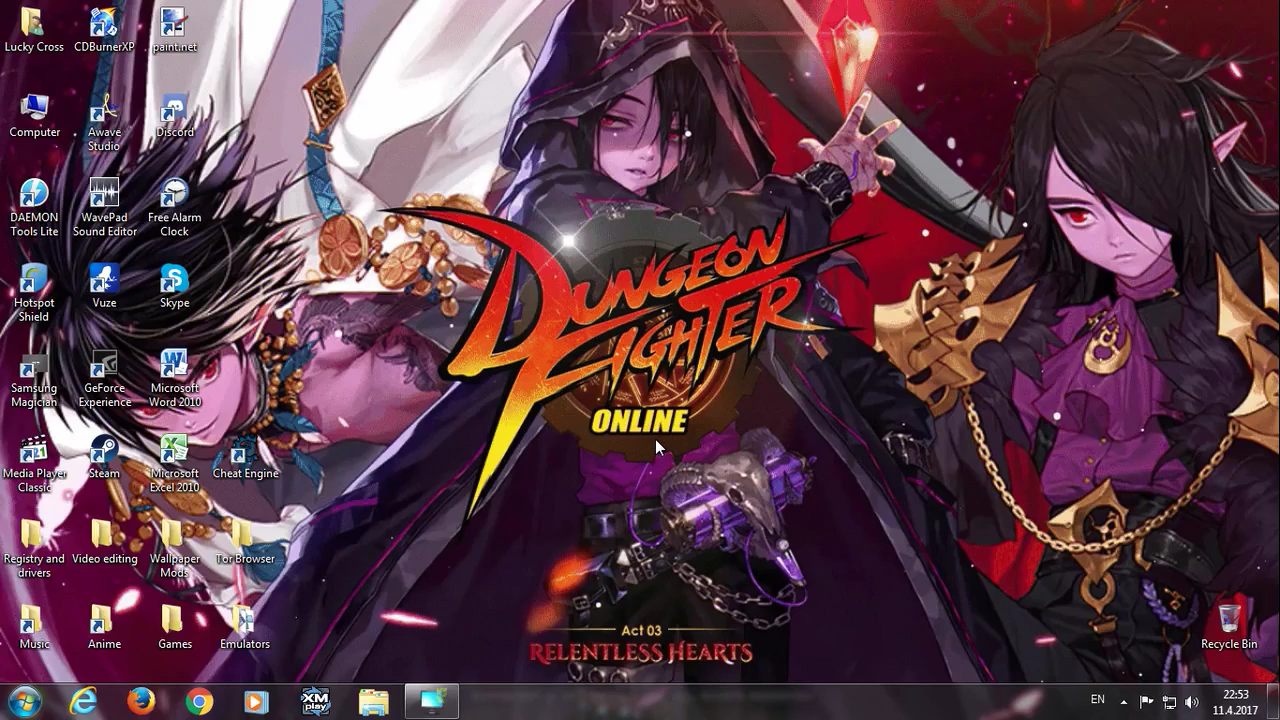 Lucky Cross
CDBurnerXP
paint.net
Computer
Awave
Studio
Discord
DAEMON
Tools Lite
WavePad
Sound Editor
Free Alarm
Clock
Hotspot
Shield
Vuze
Skype
Samsung
Magician
GeForce
Experience
Microsoft
Word 2010
Media Player
Classic
Steam
Microsoft
Excel 2010
Cheat Engine
Registry and
drivers
Video editing
Wallpaper
Mods
Tor Browser
Music
Anime
Games
Emulators
DUNGEON
FIGHTER
ONLINE
Act 03
RELENTLESS HEARTS
Recycle Bin
XM
play
EN
22:53
11.4.2017